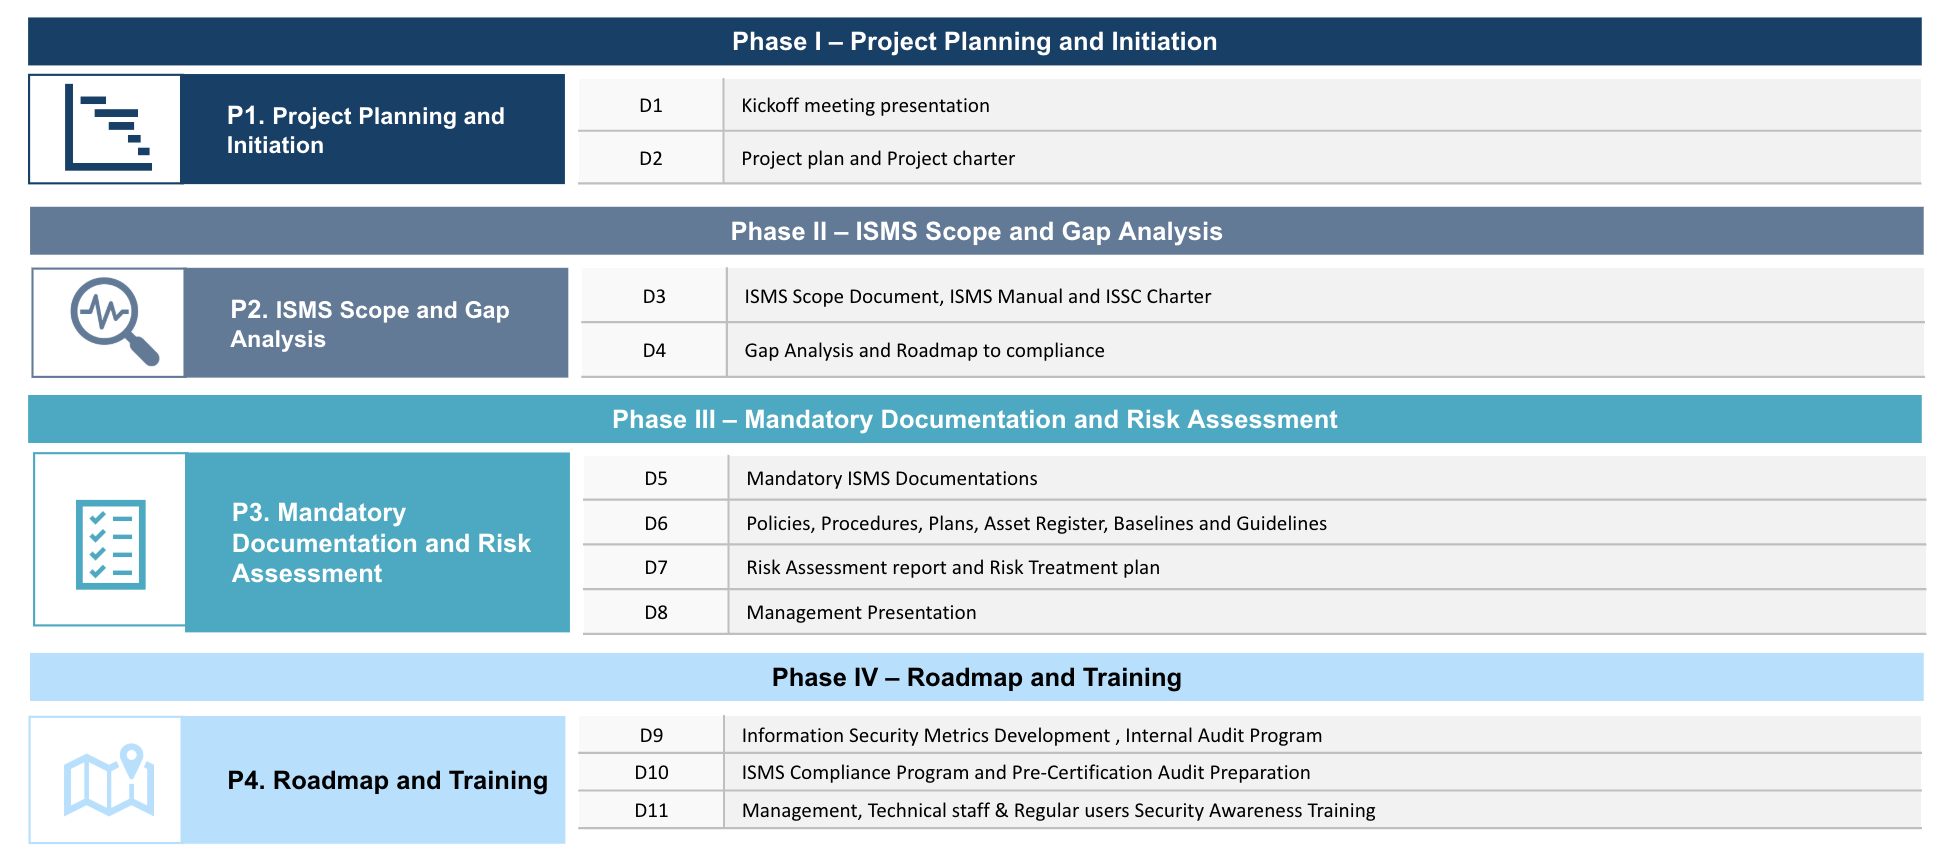 Phase I – Project Planning and Initiation
P1. Project Planning and
Initiation
D1 Kickoff meeting presentation
D2 Project plan and Project charter
Phase II – ISMS Scope and Gap Analysis
P2. ISMS Scope and Gap
Analysis
D3 ISMS Scope Document, ISMS Manual and ISSC Charter
D4 Gap Analysis and Roadmap to compliance
Phase III – Mandatory Documentation and Risk Assessment
P3. Mandatory
Documentation and Risk
Assessment
D5 Mandatory ISMS Documentations
D6 Policies, Procedures, Plans, Asset Register, Baselines and Guidelines
D7 Risk Assessment report and Risk Treatment plan
D8 Management Presentation
Phase IV – Roadmap and Training
P4. Roadmap and Training
D9 Information Security Metrics Development , Internal Audit Program
D10 ISMS Compliance Program and Pre-Certification Audit Preparation
D11 Management, Technical staff & Regular users Security Awareness Training